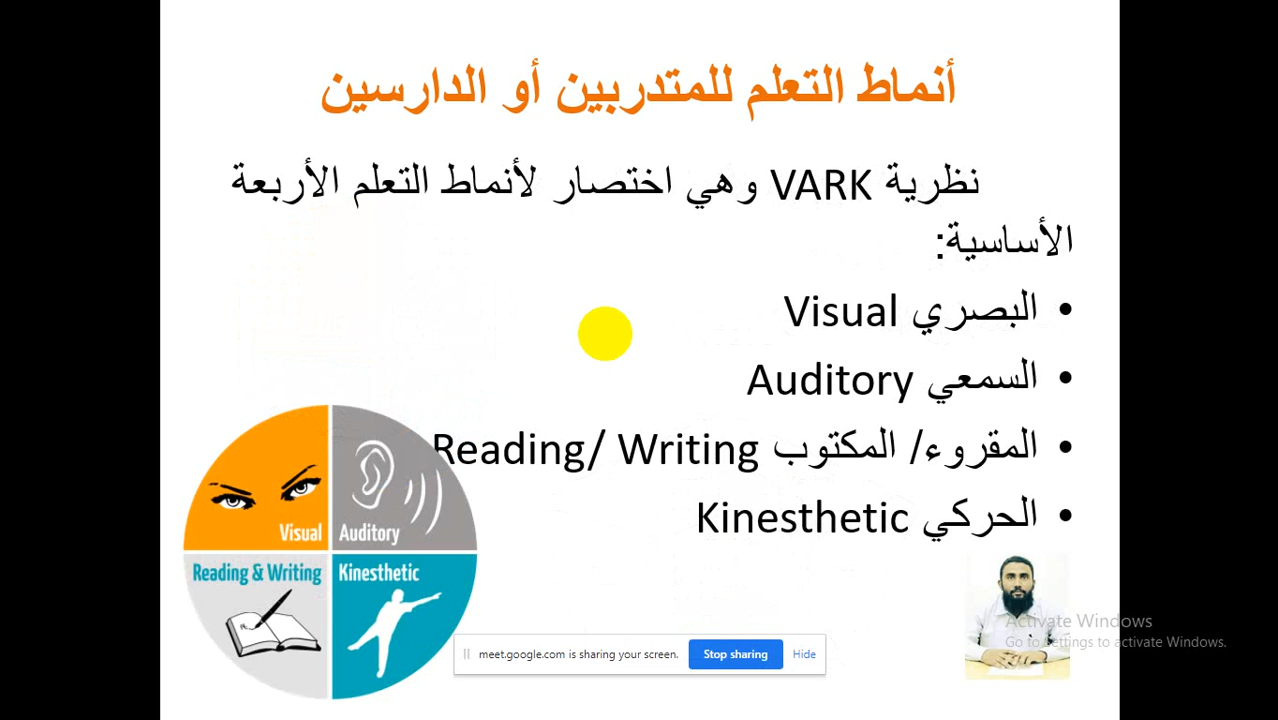 أنماط التعلم للمتدربين أو الدارسين
نظرية VARK وهي اختصار لأنماط التعلم الأربعة
الأساسية:
• البصري Visual
• السمعي Auditory
• المقروء/ المكتوب Reading/ Writing
• الحركي Kinesthetic
Visual
Auditory
Reading & Writing
Kinesthetic
meet.google.com is sharing your screen.
Stop sharing
Hide
Activate Windows
Go to Settings to activate Windows.